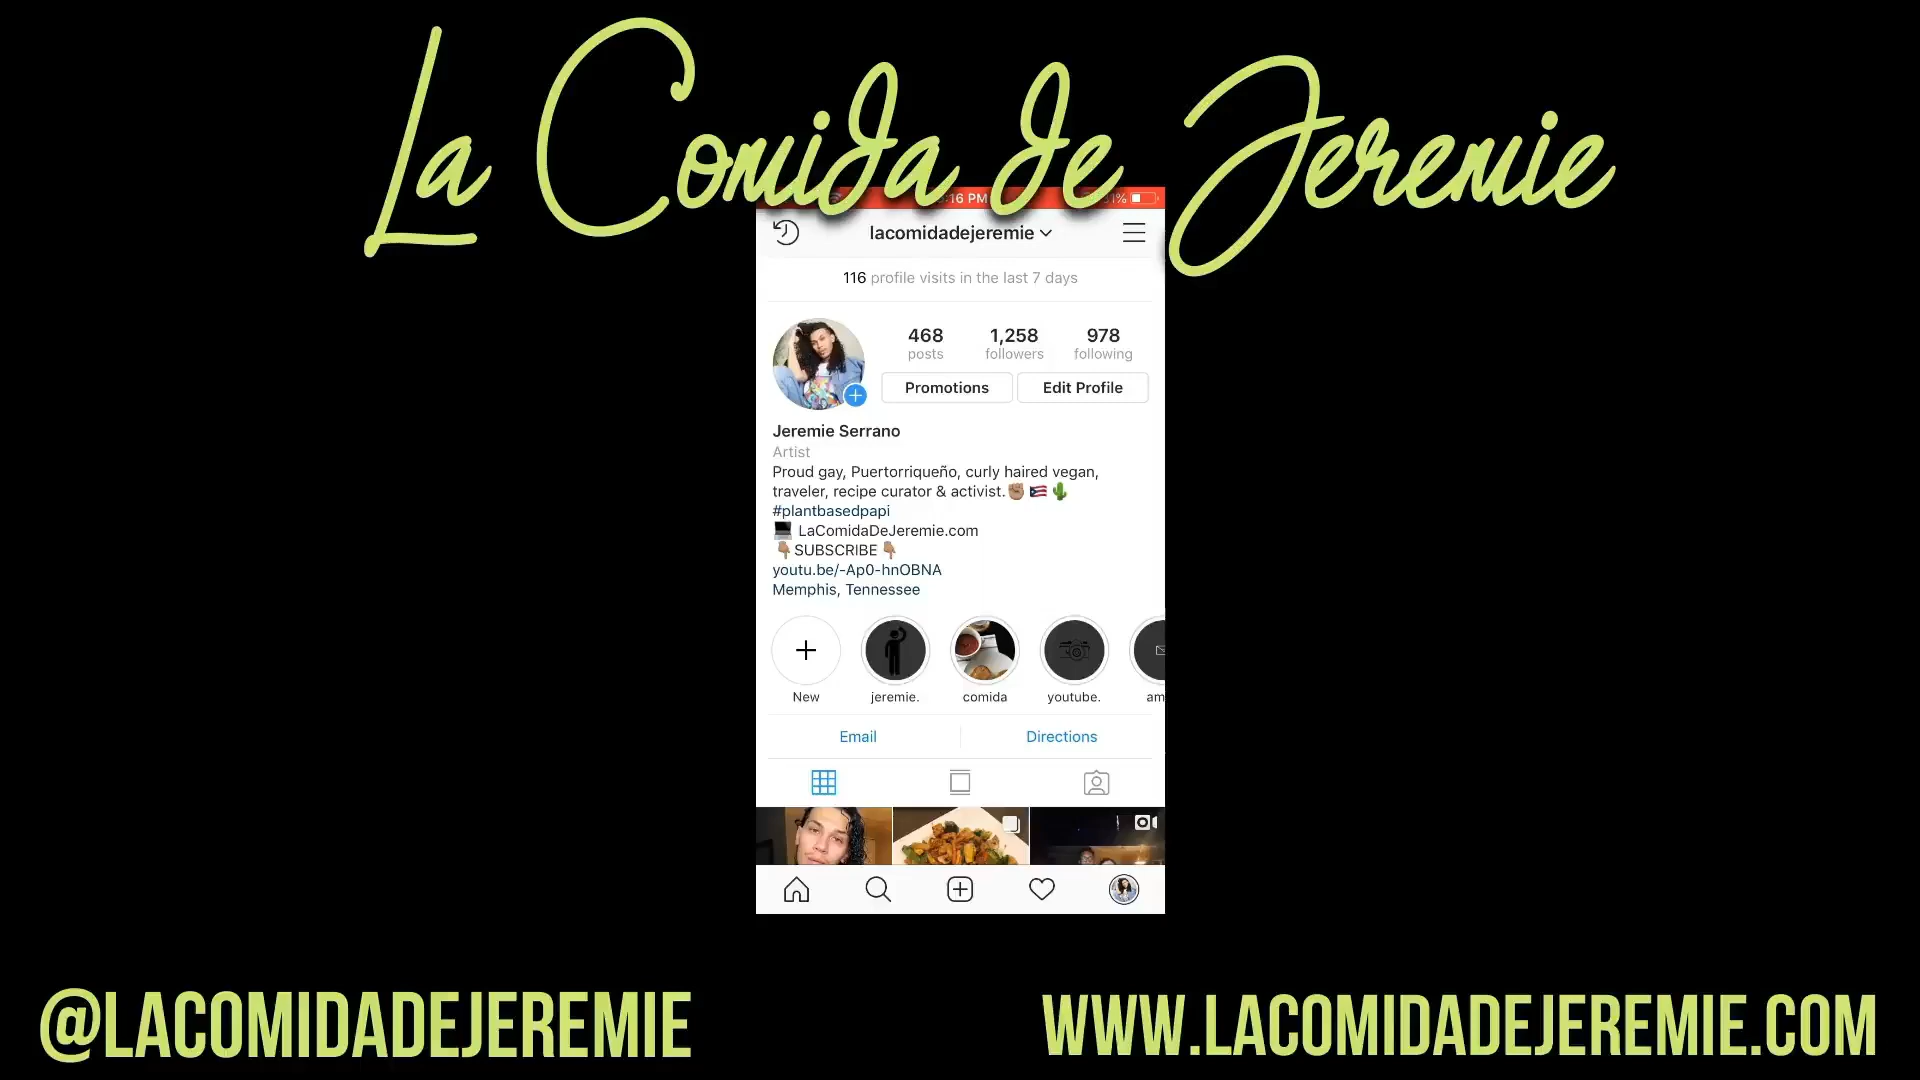 La Comida de Jeremie
lacomidadejeremie
116 profile visits in the last 7 days
468 1,258 978
posts followers following
Promotions Edit Profile
Jeremie Serrano
Artist
Proud gay, Puertorriqueño, curly haired vegan,
traveler, recipe curator & activist.✊🏽 🇵🇷 🌵
#plantbasedpapi
💻 LaComidaDeJeremie.com
👇🏽SUBSCRIBE👇🏽
youtu.be/-Ap0-hnOBNA
Memphis, Tennessee
New jeremie. comida youtube.
Email Directions
@LACOMIDADEJEREMIE
WWW.LACOMIDADEJEREMIE.COM